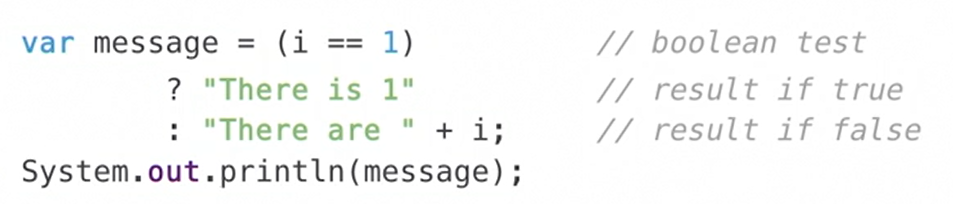 var message = (i == 1) // boolean test
? "There is 1" // result if true
: "There are " + i; // result if false
System.out.println(message);